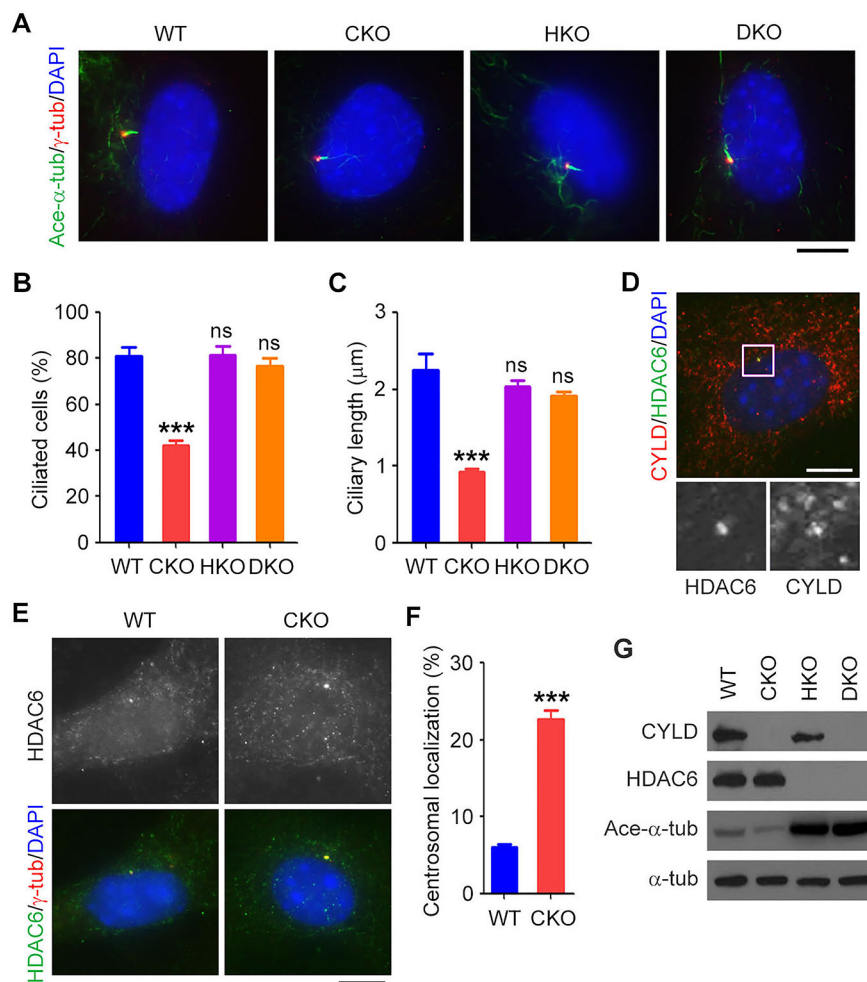 A
WT CKO HKO DKO
Ace-α-tub/γ-tub/DAPI
B
Ciliated cells (%)
100
80
60
40
20
0
***
ns
ns
WT CKO HKO DKO
C
Ciliary length (μm)
3
2
1
0
***
ns
ns
WT CKO HKO DKO
D
CYLD/HDAC6/DAPI
HDAC6 CYLD
E
WT CKO
HDAC6
HDAC6/γ-tub/DAPI
F
Centrosomal localization (%)
30
20
10
0
***
WT CKO
G
WT CKO HKO DKO
CYLD
HDAC6
Ace-α-tub
α-tub